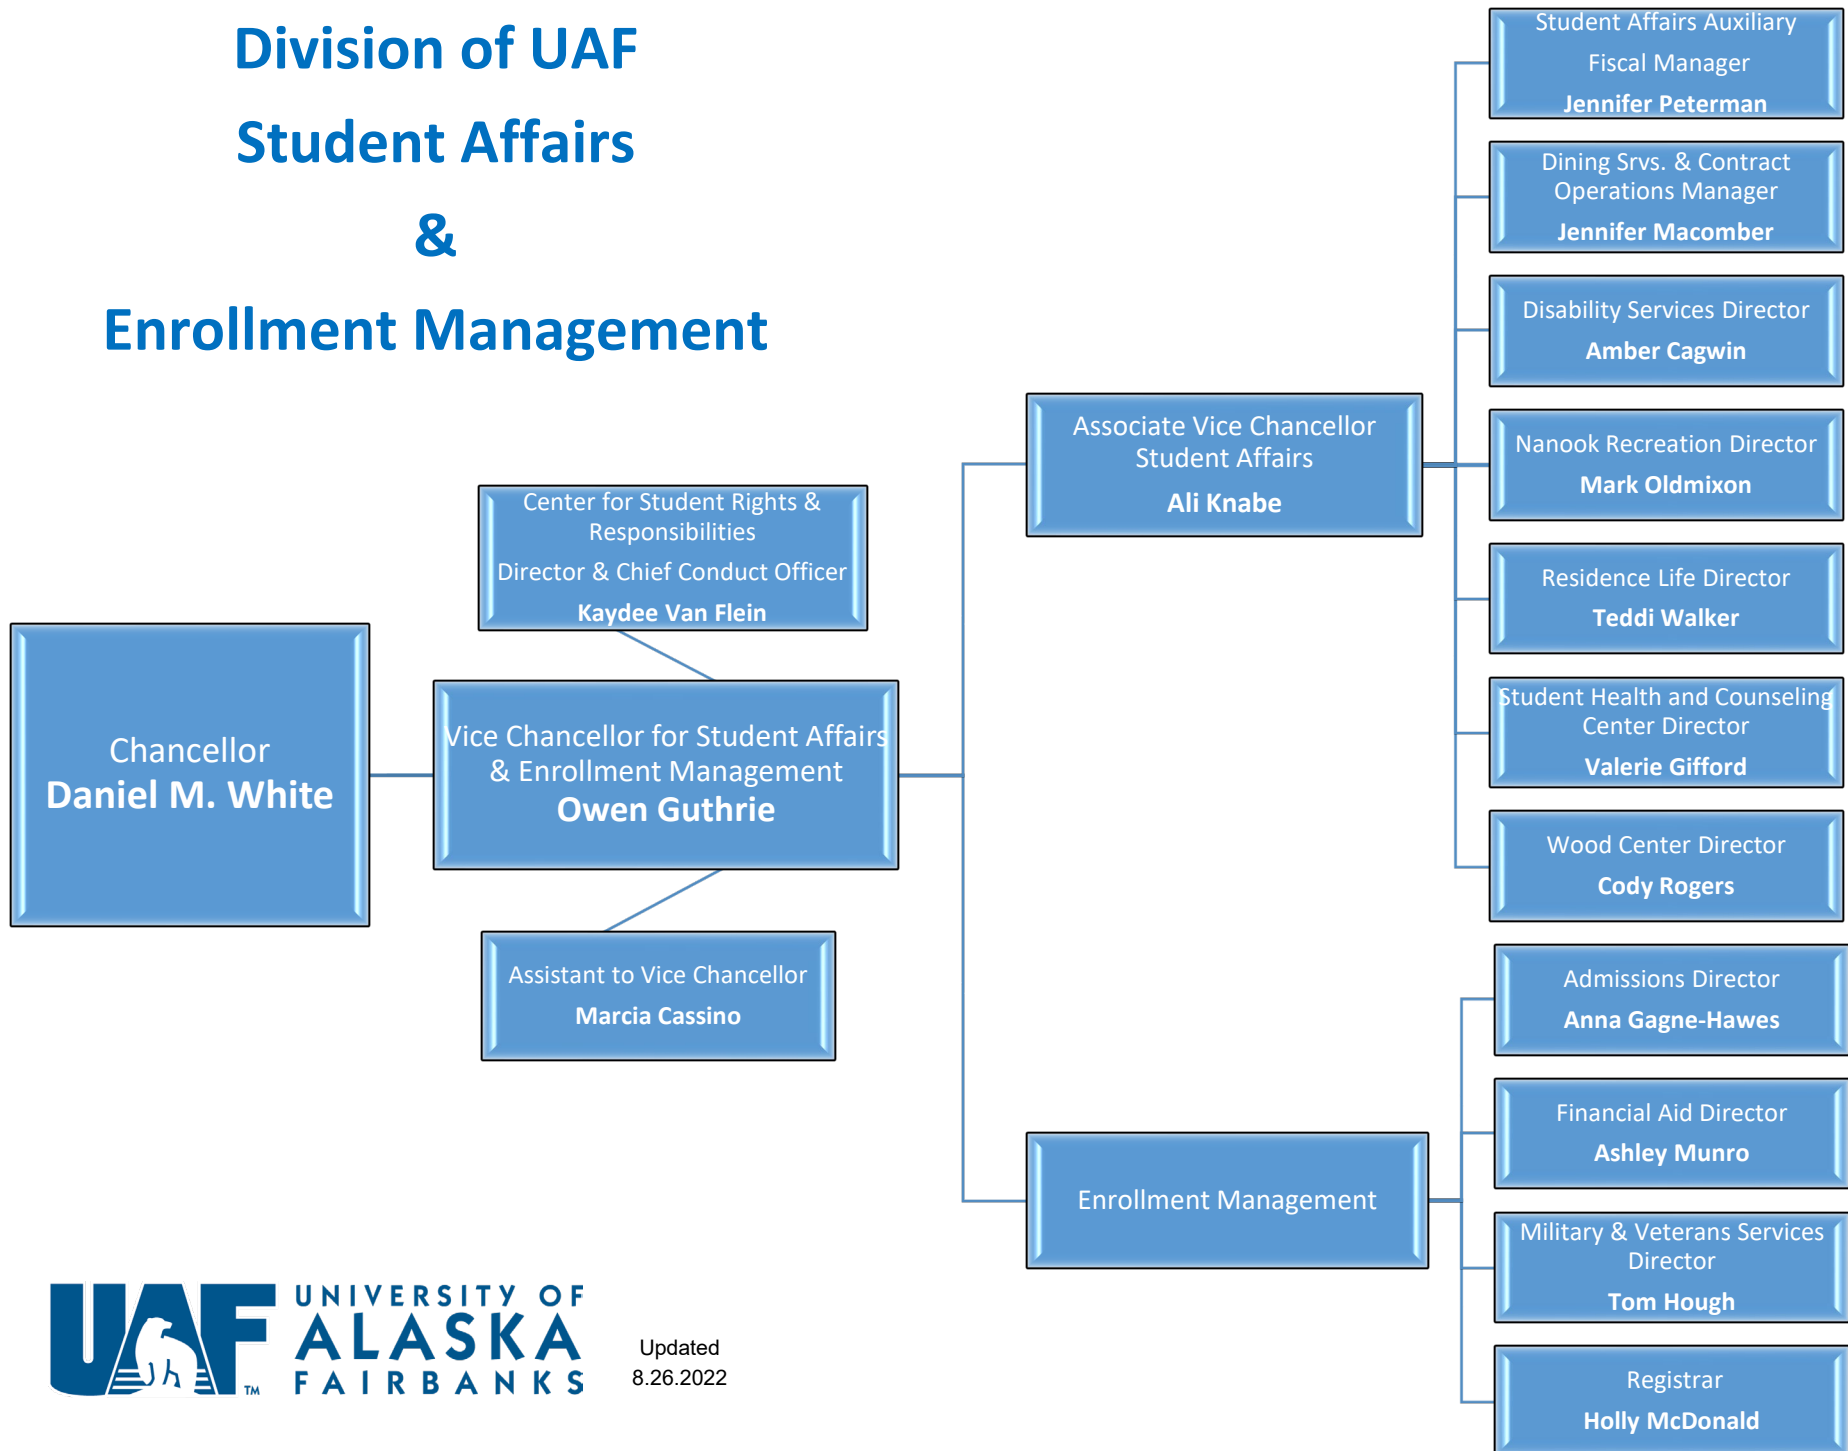 Division of UAF
Student Affairs
&
Enrollment Management
Chancellor
Daniel M. White
Center for Student Rights &
Responsibilities
Director & Chief Conduct Officer
Kaydee Van Flein
Vice Chancellor for Student Affairs
& Enrollment Management
Owen Guthrie
Assistant to Vice Chancellor
Marcia Cassino
Associate Vice Chancellor
Student Affairs
Ali Knabe
Student Affairs Auxiliary
Fiscal Manager
Jennifer Peterman
Dining Srvs. & Contract
Operations Manager
Jennifer Macomber
Disability Services Director
Amber Cagwin
Nanook Recreation Director
Mark Oldmixon
Residence Life Director
Teddi Walker
Student Health and Counseling
Center Director
Valerie Gifford
Wood Center Director
Cody Rogers
Enrollment Management
Admissions Director
Anna Gagne-Hawes
Financial Aid Director
Ashley Munro
Military & Veterans Services
Director
Tom Hough
Registrar
Holly McDonald
UAF TM
UNIVERSITY OF
ALASKA
FAIRBANKS
Updated
8.26.2022